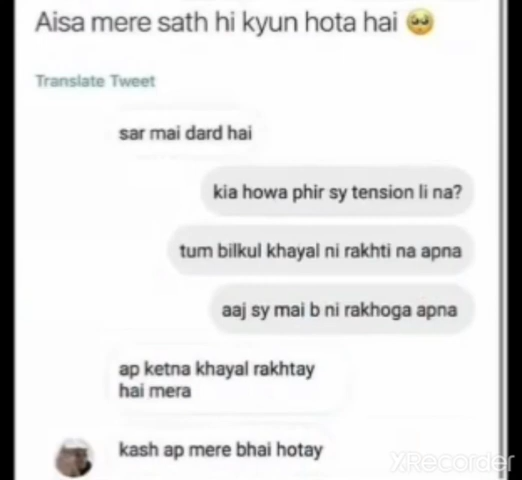 Aisa mere sath hi kyun hota hai 🥺
Translate Tweet
sar mai dard hai
kia howa phir sy tension li na?
tum bilkul khayal ni rakhti na apna
aaj sy mai b ni rakhoga apna
ap ketna khayal rakhtay
hai mera
kash ap mere bhai hotay
XRecorder